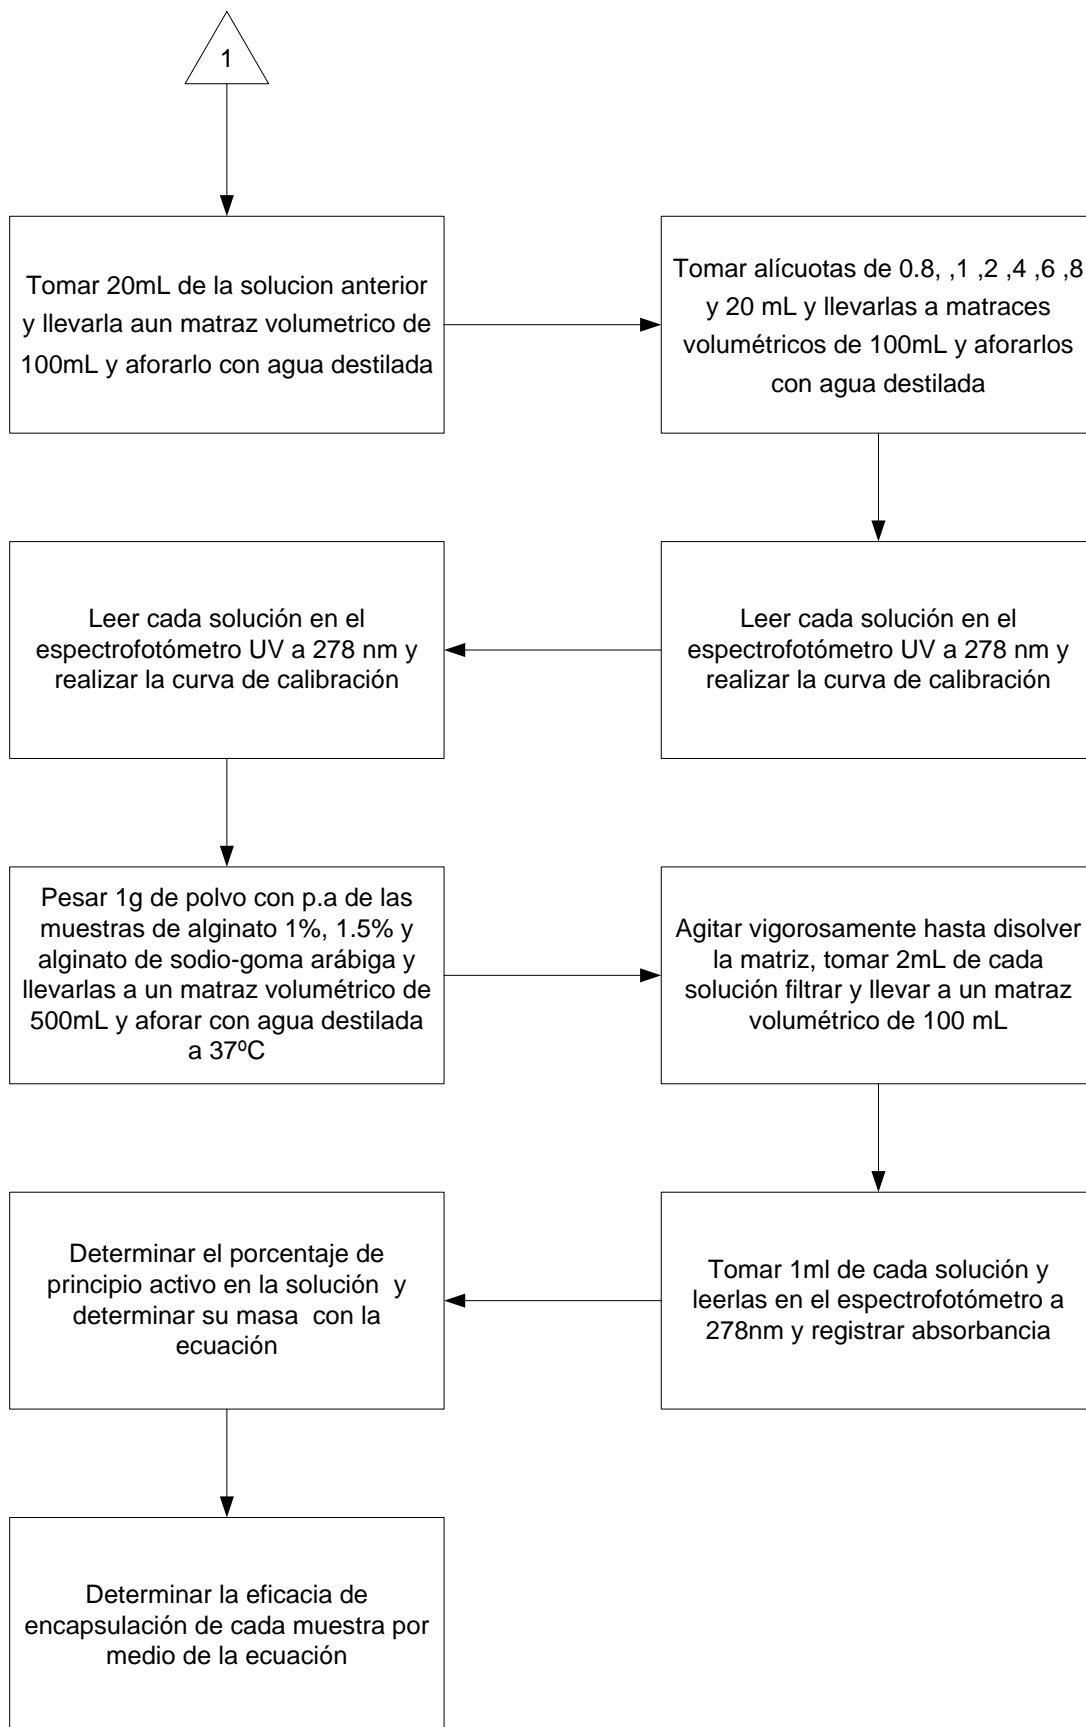 1
Tomar 20mL de la solucion anterior
y llevarla aun matraz volumetrico de
100mL y aforarlo con agua destilada
Tomar alícuotas de 0.8, ,1 ,2 ,4 ,6 ,8
y 20 mL y llevarlas a matraces
volumétricos de 100mL y aforarlos
con agua destilada
Leer cada solución en el
espectrofotómetro UV a 278 nm y
realizar la curva de calibración
Leer cada solución en el
espectrofotómetro UV a 278 nm y
realizar la curva de calibración
Pesar 1g de polvo con p.a de las
muestras de alginato 1%, 1.5% y
alginato de sodio-goma arábiga y
llevarlas a un matraz volumétrico de
500mL y aforar con agua destilada
a 37ºC
Agitar vigorosamente hasta disolver
la matriz, tomar 2mL de cada
solución filtrar y llevar a un matraz
volumétrico de 100 mL
Tomar 1ml de cada solución y
leerlas en el espectrofotómetro a
278nm y registrar absorbancia
Determinar el porcentaje de
principio activo en la solución y
determinar su masa con la
ecuación
Determinar la eficacia de
encapsulación de cada muestra por
medio de la ecuación